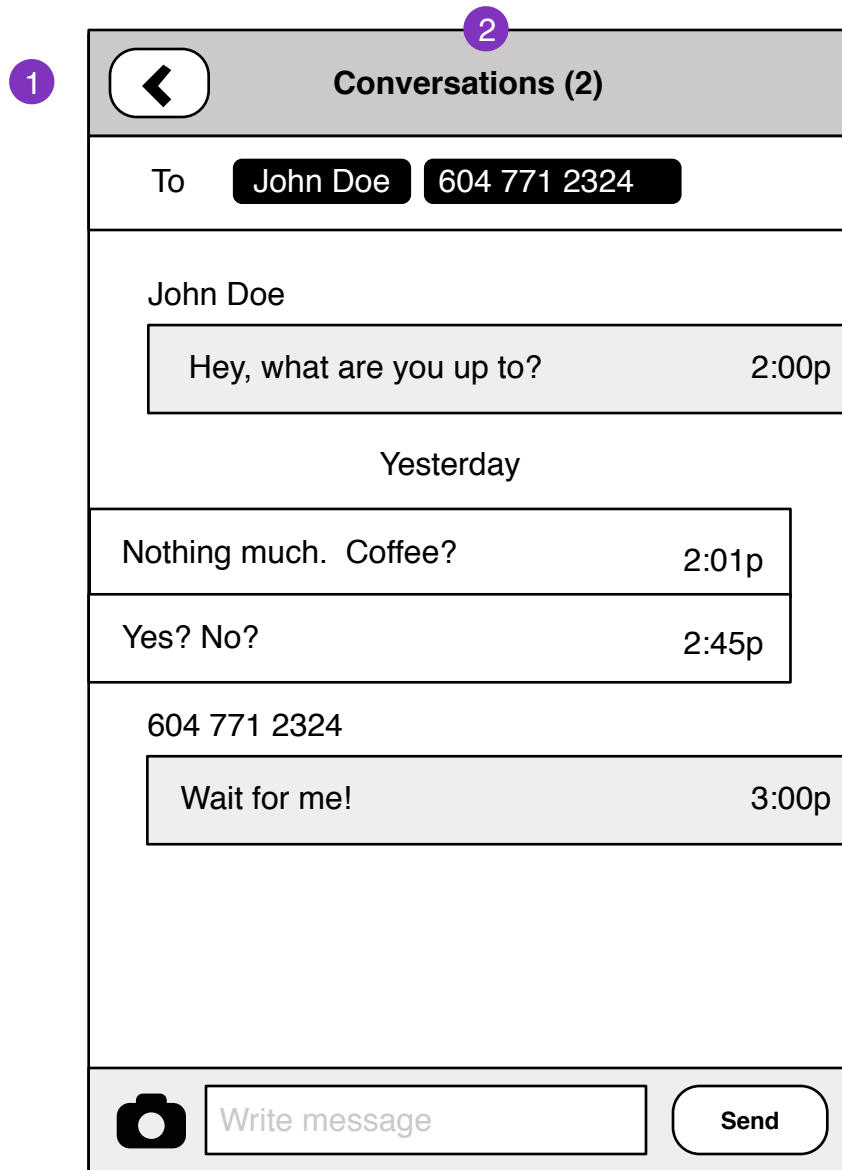 2
1
Conversations (2)
To John Doe 604 771 2324
John Doe
Hey, what are you up to? 2:00p
Yesterday
Nothing much.  Coffee? 2:01p
Yes? No? 2:45p
604 771 2324
Wait for me! 3:00p
Write message Send